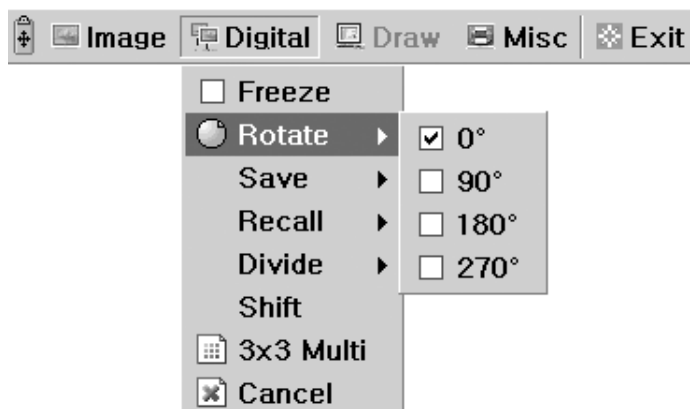 Image Digital Draw Misc Exit
Freeze
Rotate
0°
Save
90°
Recall
180°
Divide
270°
Shift
3x3 Multi
Cancel